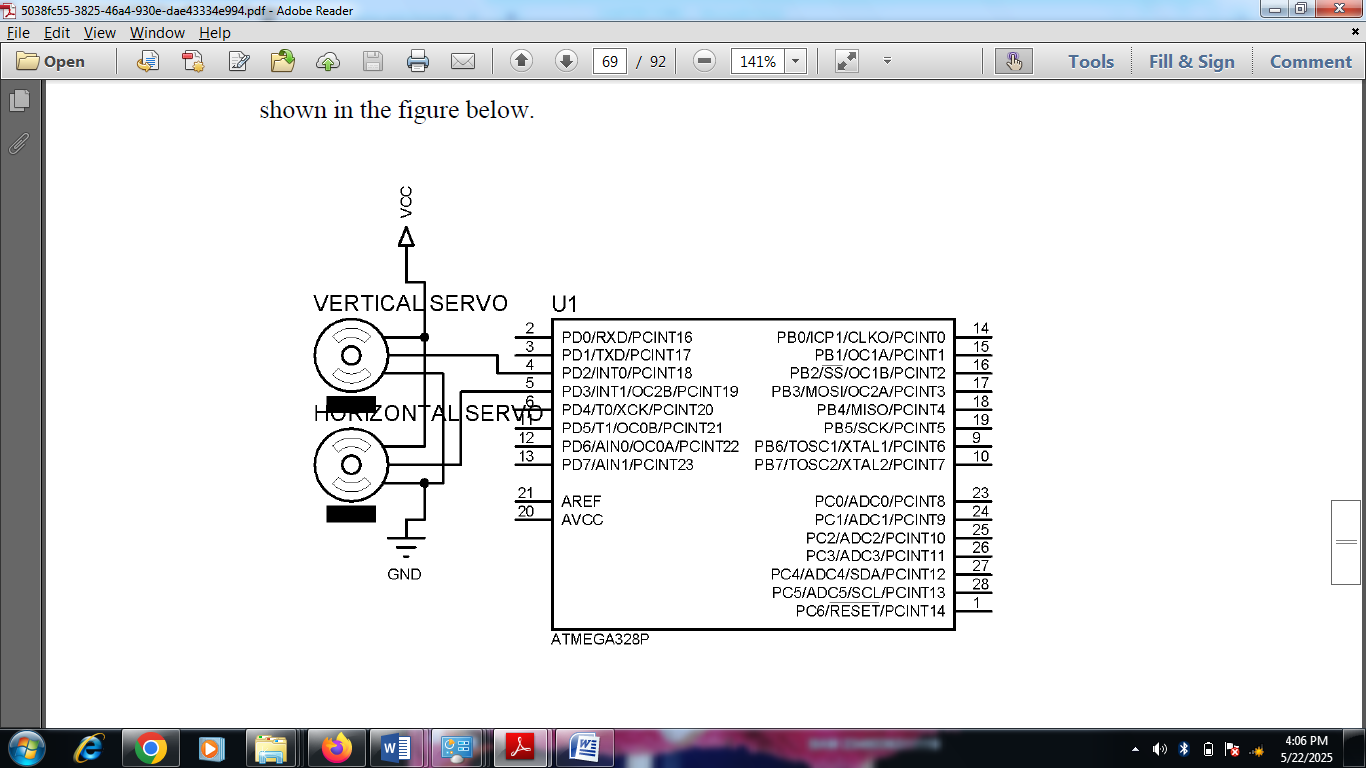 5038fc55-3825-46a4-930e-dae43334e994.pdf - Adobe Reader
File Edit View Window Help
Open
69 / 92
141%
Tools
Fill & Sign
Comment
shown in the figure below.
VCC
VERTICAL SERVO
HORIZONTAL SERVO
GND
U1
2 PD0/RXD/PCINT16
3 PD1/TXD/PCINT17
4 PD2/INT0/PCINT18
5 PD3/INT1/OC2B/PCINT19
6 PD4/T0/XCK/PCINT20
11 PD5/T1/OC0B/PCINT21
12 PD6/AIN0/OC0A/PCINT22
13 PD7/AIN1/PCINT23
21 AREF
20 AVCC
PB0/ICP1/CLKO/PCINT0 14
PB1/OC1A/PCINT1 15
PB2/SS/OC1B/PCINT2 16
PB3/MOSI/OC2A/PCINT3 17
PB4/MISO/PCINT4 18
PB5/SCK/PCINT5 19
PB6/TOSC1/XTAL1/PCINT6 9
PB7/TOSC2/XTAL2/PCINT7 10
PC0/ADC0/PCINT8 23
PC1/ADC1/PCINT9 24
PC2/ADC2/PCINT10 25
PC3/ADC3/PCINT11 26
PC4/ADC4/SDA/PCINT12 27
PC5/ADC5/SCL/PCINT13 28
PC6/RESET/PCINT14 1
ATMEGA328P
4:06 PM
5/22/2025